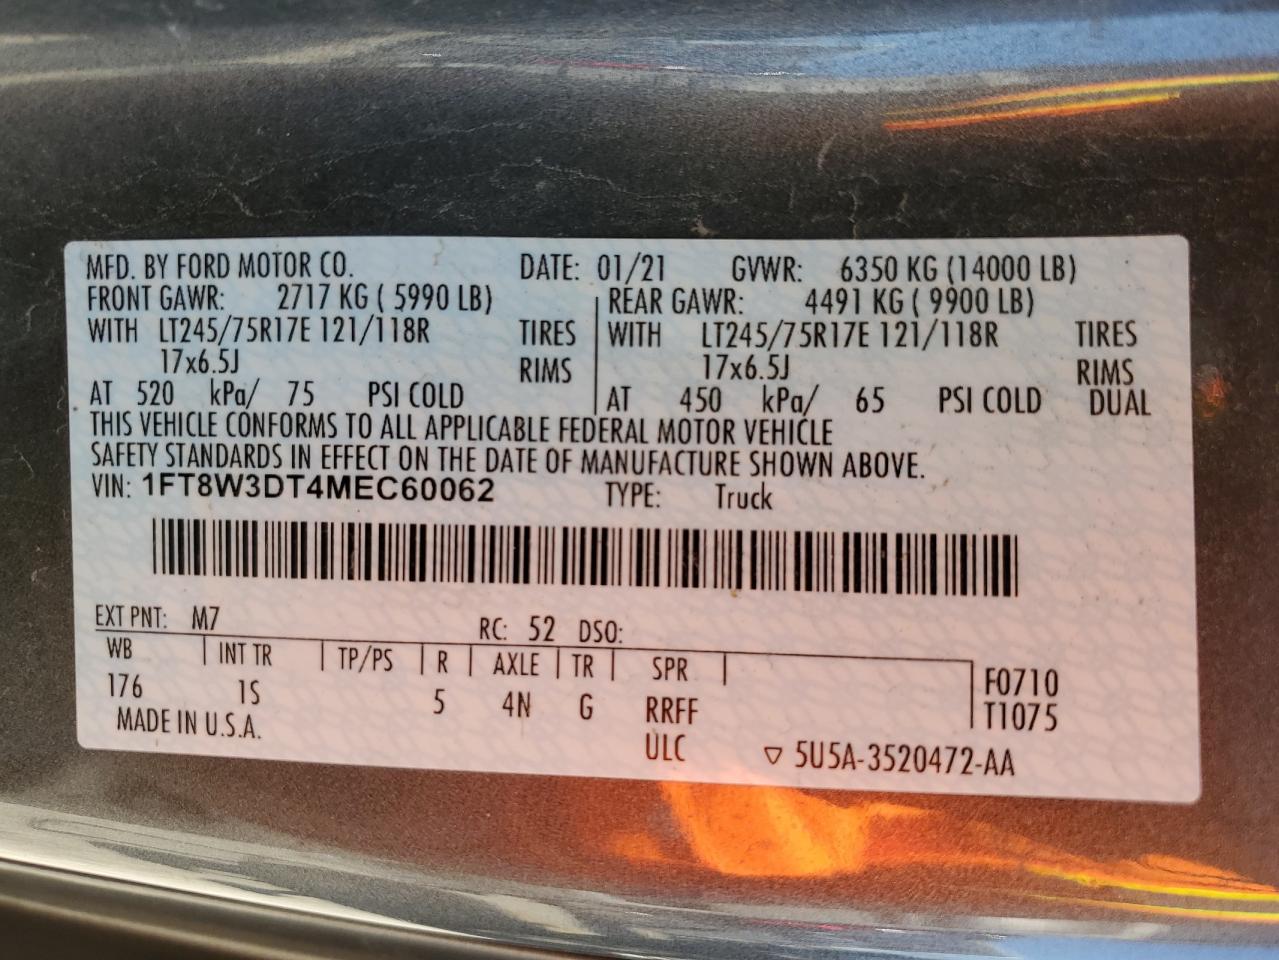 MFD. BY FORD MOTOR CO. DATE: 01/21 GVWR: 6350 KG (14000 LB)
FRONT GAWR: 2717 KG ( 5990 LB) REAR GAWR: 4491 KG ( 9900 LB)
WITH LT245/75R17E 121/118R TIRES WITH LT245/75R17E 121/118R TIRES
17x6.5J RIMS 17x6.5J RIMS
AT 520 kPa/ 75 PSI COLD AT 450 kPa/ 65 PSI COLD DUAL
THIS VEHICLE CONFORMS TO ALL APPLICABLE FEDERAL MOTOR VEHICLE
SAFETY STANDARDS IN EFFECT ON THE DATE OF MANUFACTURE SHOWN ABOVE.
VIN: 1FT8W3DT4MEC60062 TYPE: Truck
EXT PNT: M7 RC: 52 DSO:
WB INT TR TP/PS R AXLE TR SPR F0710
176 1S 5 4N G RRFF T1075
MADE IN U.S.A. ULC ▽ 5U5A-3520472-AA